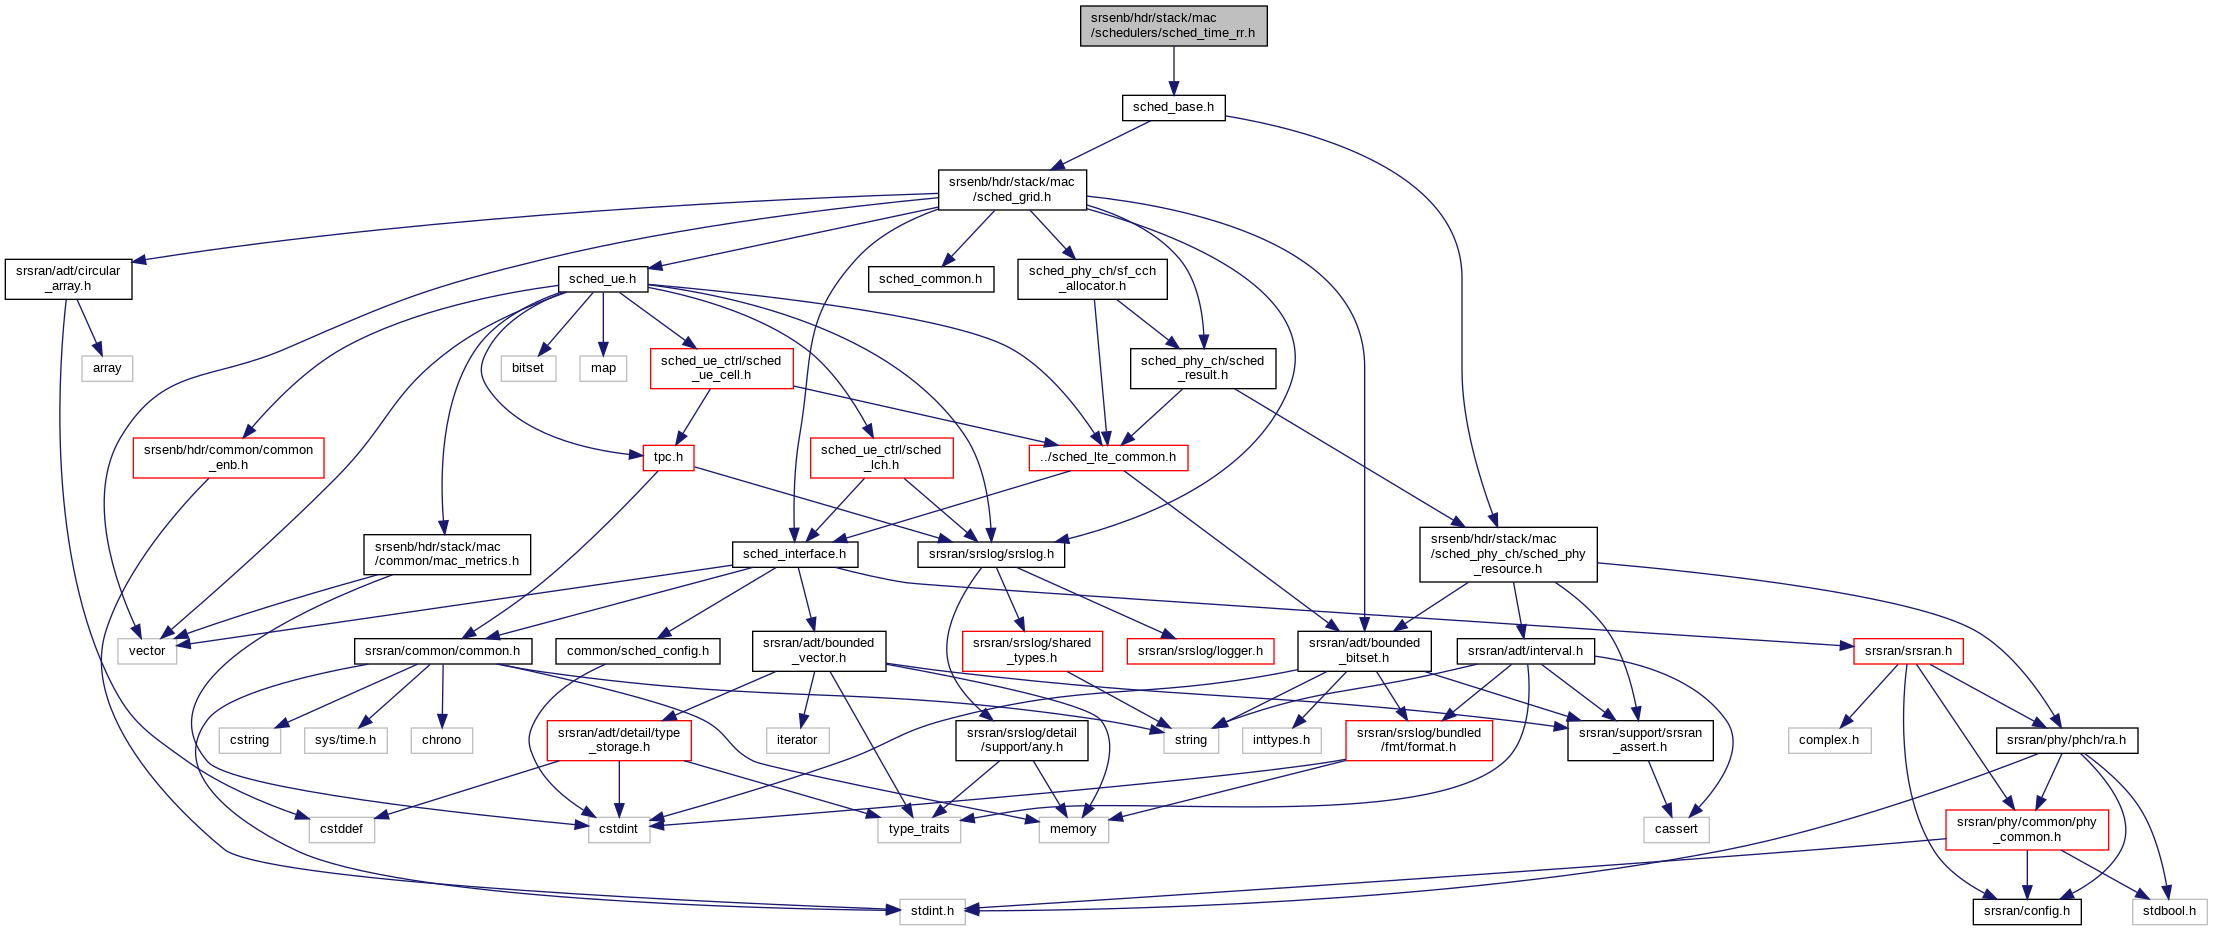 srsenb/hdr/stack/mac
/schedulers/sched_time_rr.h
sched_base.h
srsenb/hdr/stack/mac
/sched_grid.h
srsran/adt/circular
_array.h
sched_ue.h
sched_common.h
sched_phy_ch/sf_cch
_allocator.h
array
bitset
map
sched_ue_ctrl/sched
_ue_cell.h
sched_phy_ch/sched
_result.h
srsenb/hdr/common/common
_enb.h
tpc.h
sched_ue_ctrl/sched
_lch.h
../sched_lte_common.h
srsenb/hdr/stack/mac
/common/mac_metrics.h
sched_interface.h
srsran/srslog/srslog.h
srsenb/hdr/stack/mac
/sched_phy_ch/sched_phy
_resource.h
vector
srsran/common/common.h
common/sched_config.h
srsran/adt/bounded
_vector.h
srsran/srslog/shared
_types.h
srsran/srslog/logger.h
srsran/adt/bounded
_bitset.h
srsran/adt/interval.h
srsran/srsran.h
cstring
sys/time.h
chrono
srsran/adt/detail/type
_storage.h
iterator
srsran/srslog/detail
/support/any.h
string
inttypes.h
srsran/srslog/bundled
/fmt/format.h
srsran/support/srsran
_assert.h
complex.h
srsran/phy/phch/ra.h
cstddef
cstdint
type_traits
memory
cassert
srsran/phy/common/phy
_common.h
stdint.h
srsran/config.h
stdbool.h